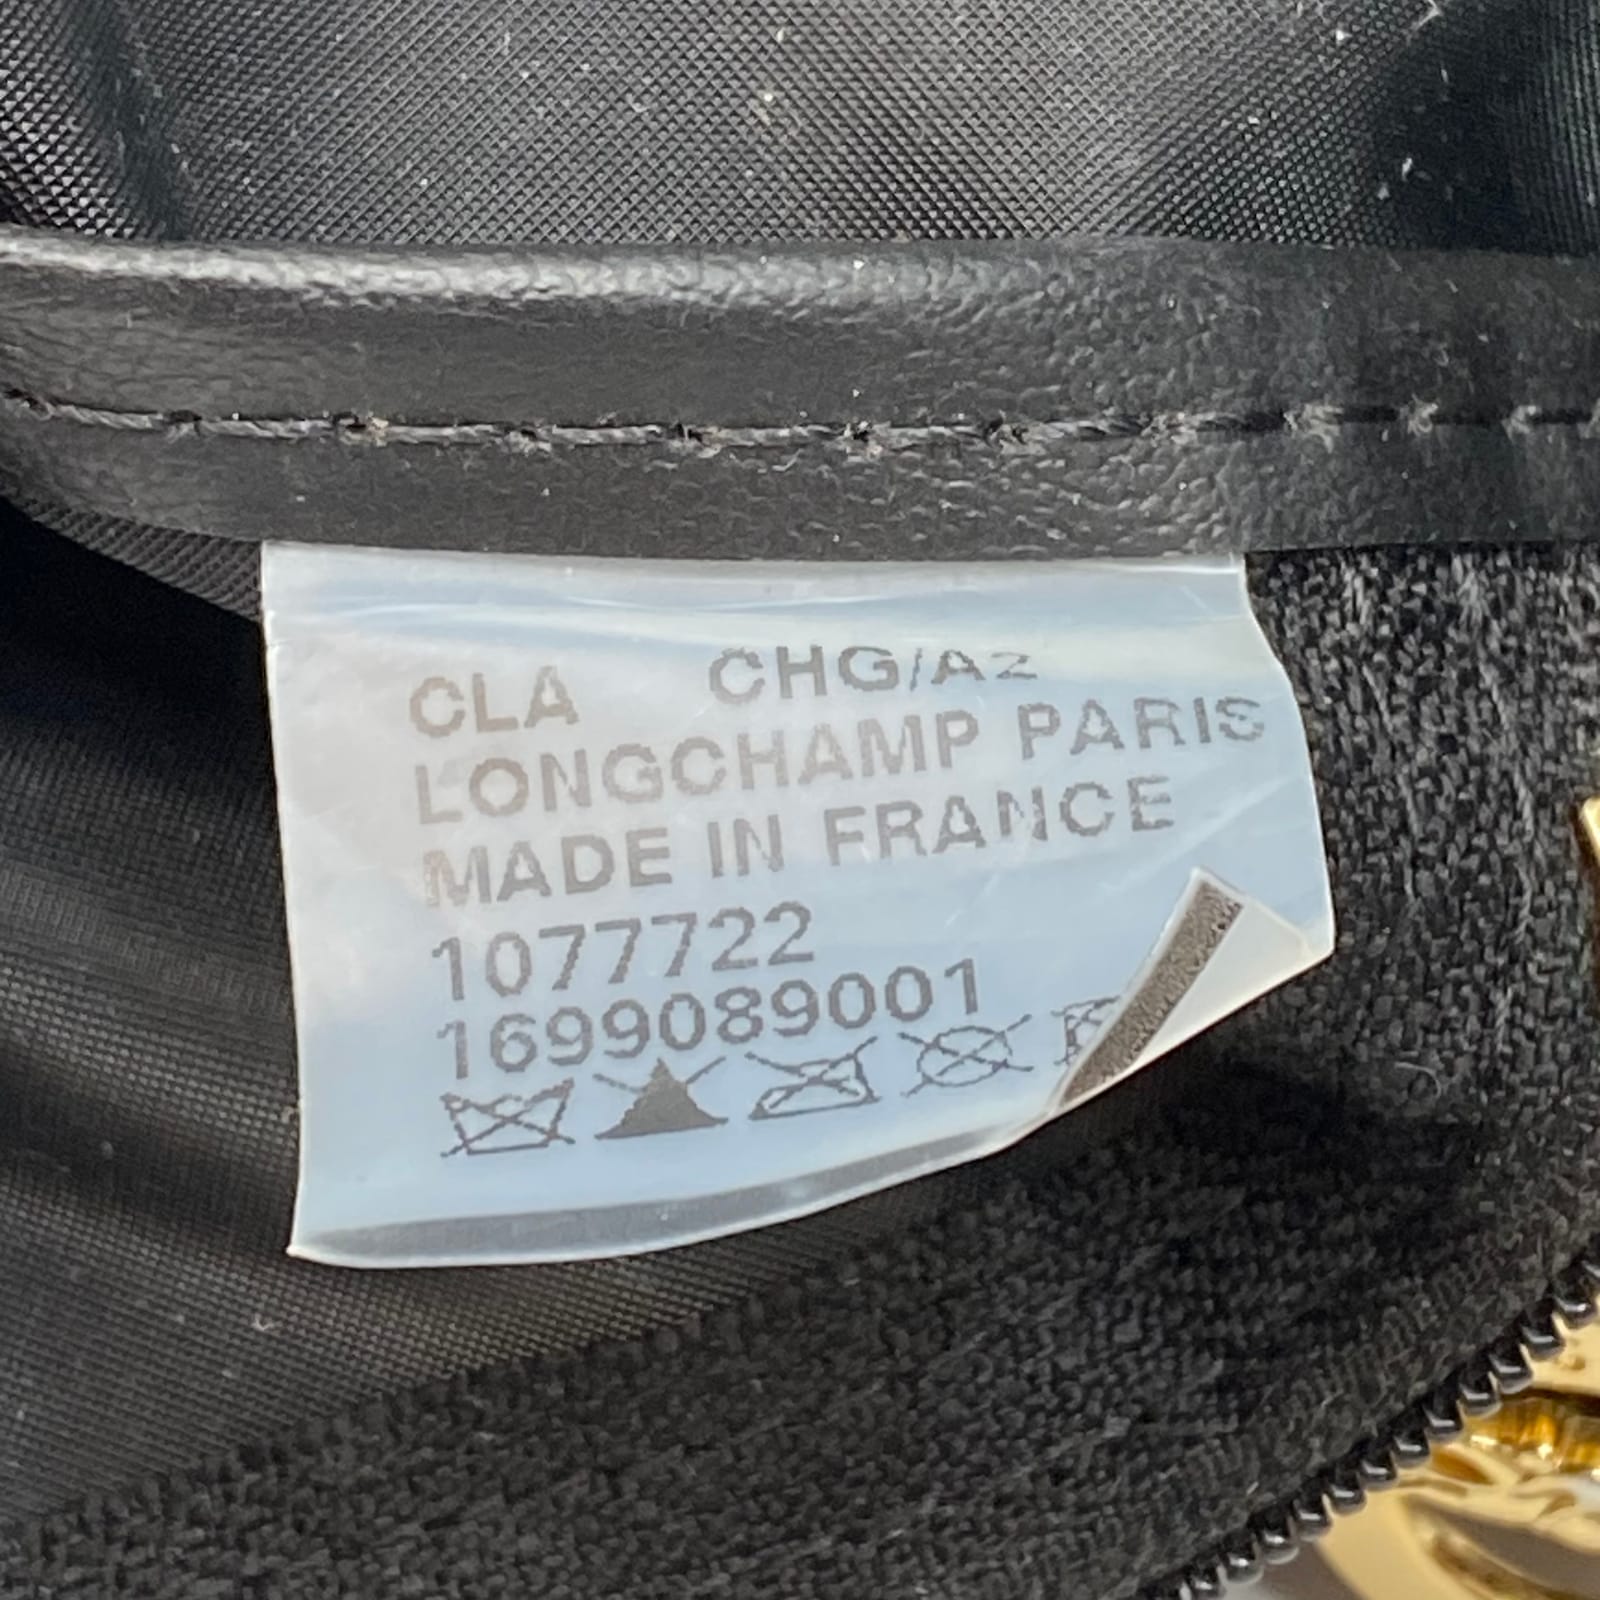 CLA CHG/A2
LONGCHAMP PARIS
MADE IN FRANCE
1077722
1699089001